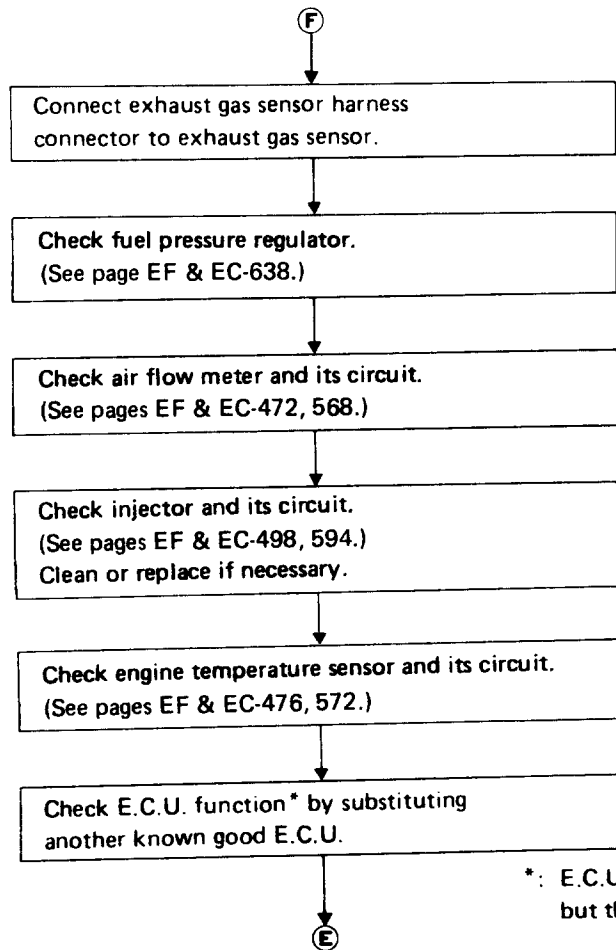 F
Connect exhaust gas sensor harness
connector to exhaust gas sensor.
Check fuel pressure regulator.
(See page EF & EC-638.)
Check air flow meter and its circuit.
(See pages EF & EC-472, 568.)
Check injector and its circuit.
(See pages EF & EC-498, 594.)
Clean or replace if necessary.
Check engine temperature sensor and its circuit.
(See pages EF & EC-476, 572.)
Check E.C.U. function* by substituting
another known good E.C.U.
*: E.C.U
but th
E